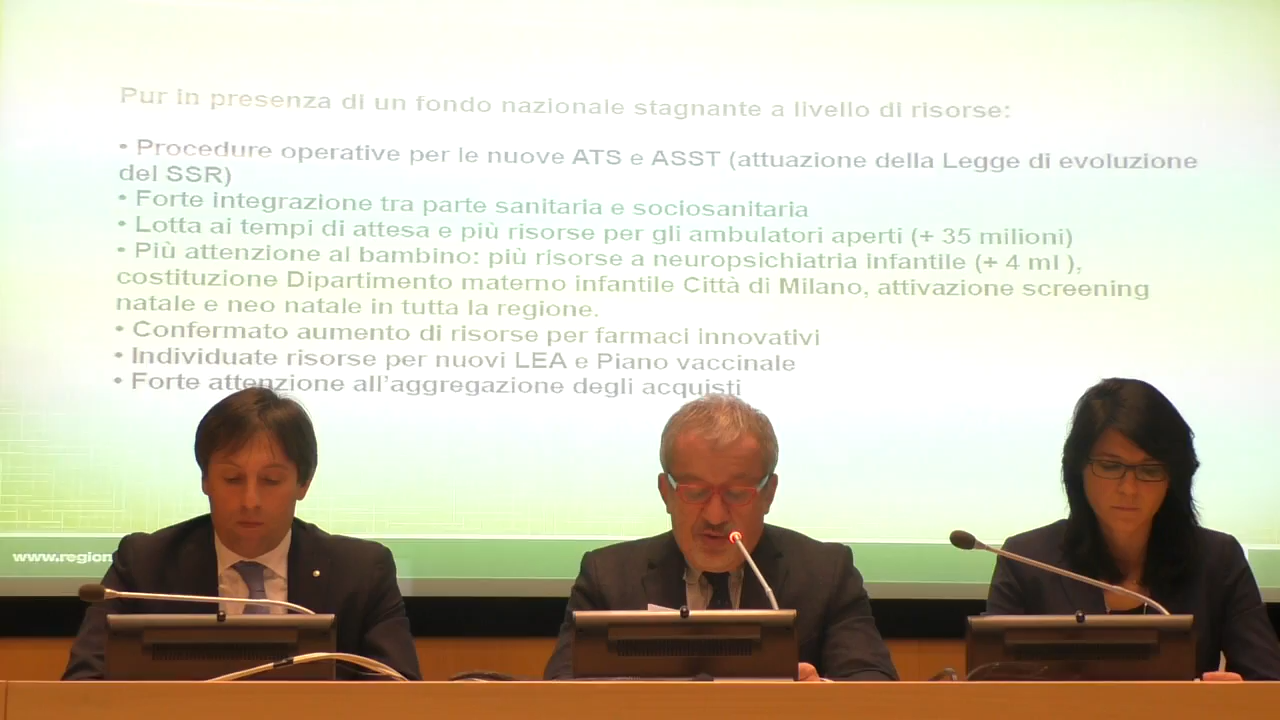 Pur in presenza di un fondo nazionale stagnante a livello di risorse:
• Procedure operative per le nuove ATS e ASST (attuazione della Legge di evoluzione
del SSR)
• Forte integrazione tra parte sanitaria e sociosanitaria
• Lotta ai tempi di attesa e più risorse per gli ambulatori aperti (+ 35 milioni)
• Più attenzione al bambino: più risorse a neuropsichiatria infantile (+ 4 ml ),
costituzione Dipartimento materno infantile Città di Milano, attivazione screening
natale e neo natale in tutta la regione.
• Confermato aumento di risorse per farmaci innovativi
• Individuate risorse per nuovi LEA e Piano vaccinale
• Forte attenzione all'aggregazione degli acquisti
www.region